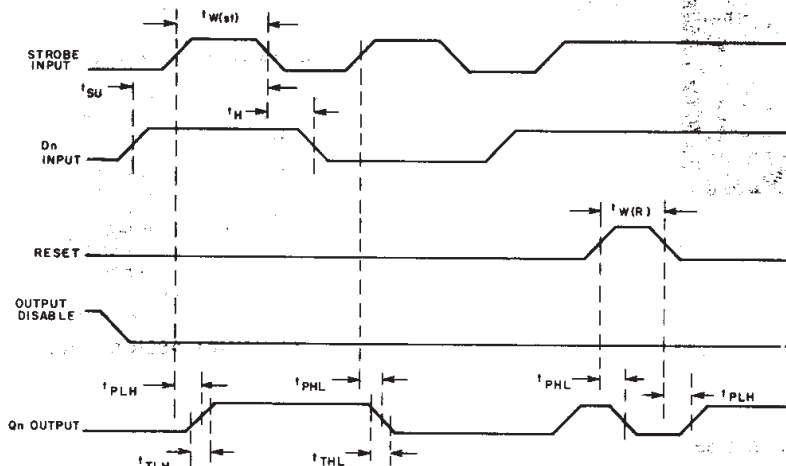 tW(st)
STROBE
INPUT
tSU
tH
Dn
INPUT
tW(R)
RESET
OUTPUT
DISABLE
tPLH
tPHL
tPHL
tPLH
Qn OUTPUT
tTLH
tTHL